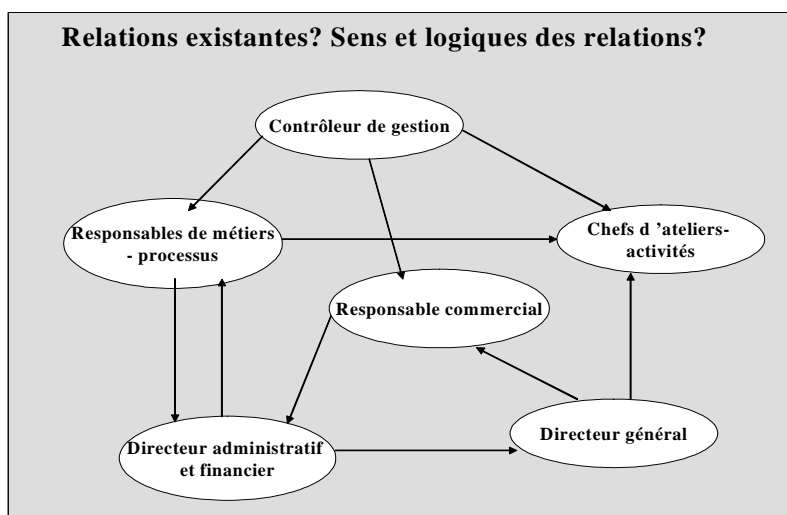 Relations existantes? Sens et logiques des relations?
Contrôleur de gestion
Responsables de métiers
- processus
Chefs d ’ateliers-
activités
Responsable commercial
Directeur administratif
et financier
Directeur général